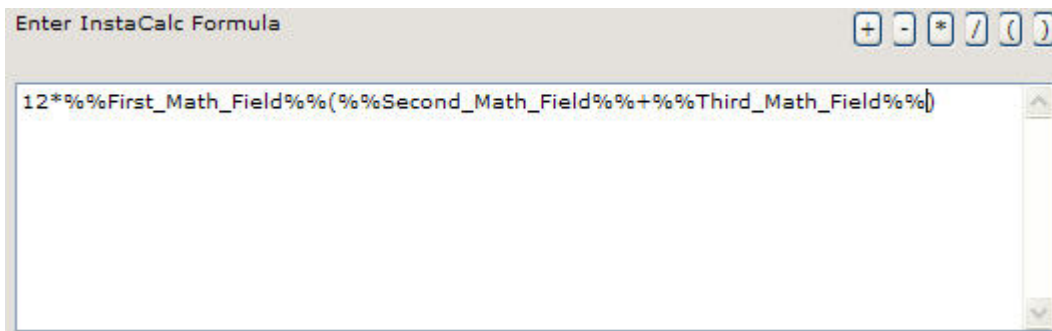 Enter InstaCalc Formula + - * / ( )
12*%%First_Math_Field%%(%%Second_Math_Field%%+%%Third_Math_Field%%)